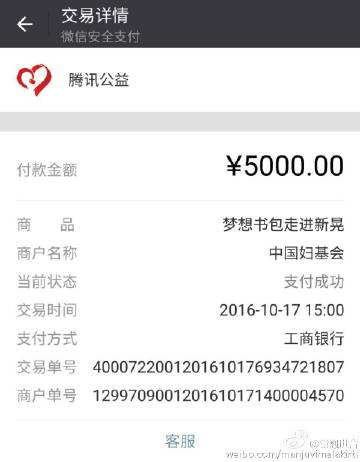 交易详情
微信安全支付
腾讯公益
付款金额 ¥5000.00
商 品 梦想书包走进新晃
商户名称 中国妇基会
当前状态 支付成功
交易时间 2016-10-17 15:00
支付方式 工商银行
交易单号 4000722001201610176934721807
商户单号 1299709001201610171400004570
客服
weibo.com/manjuvimalakirti